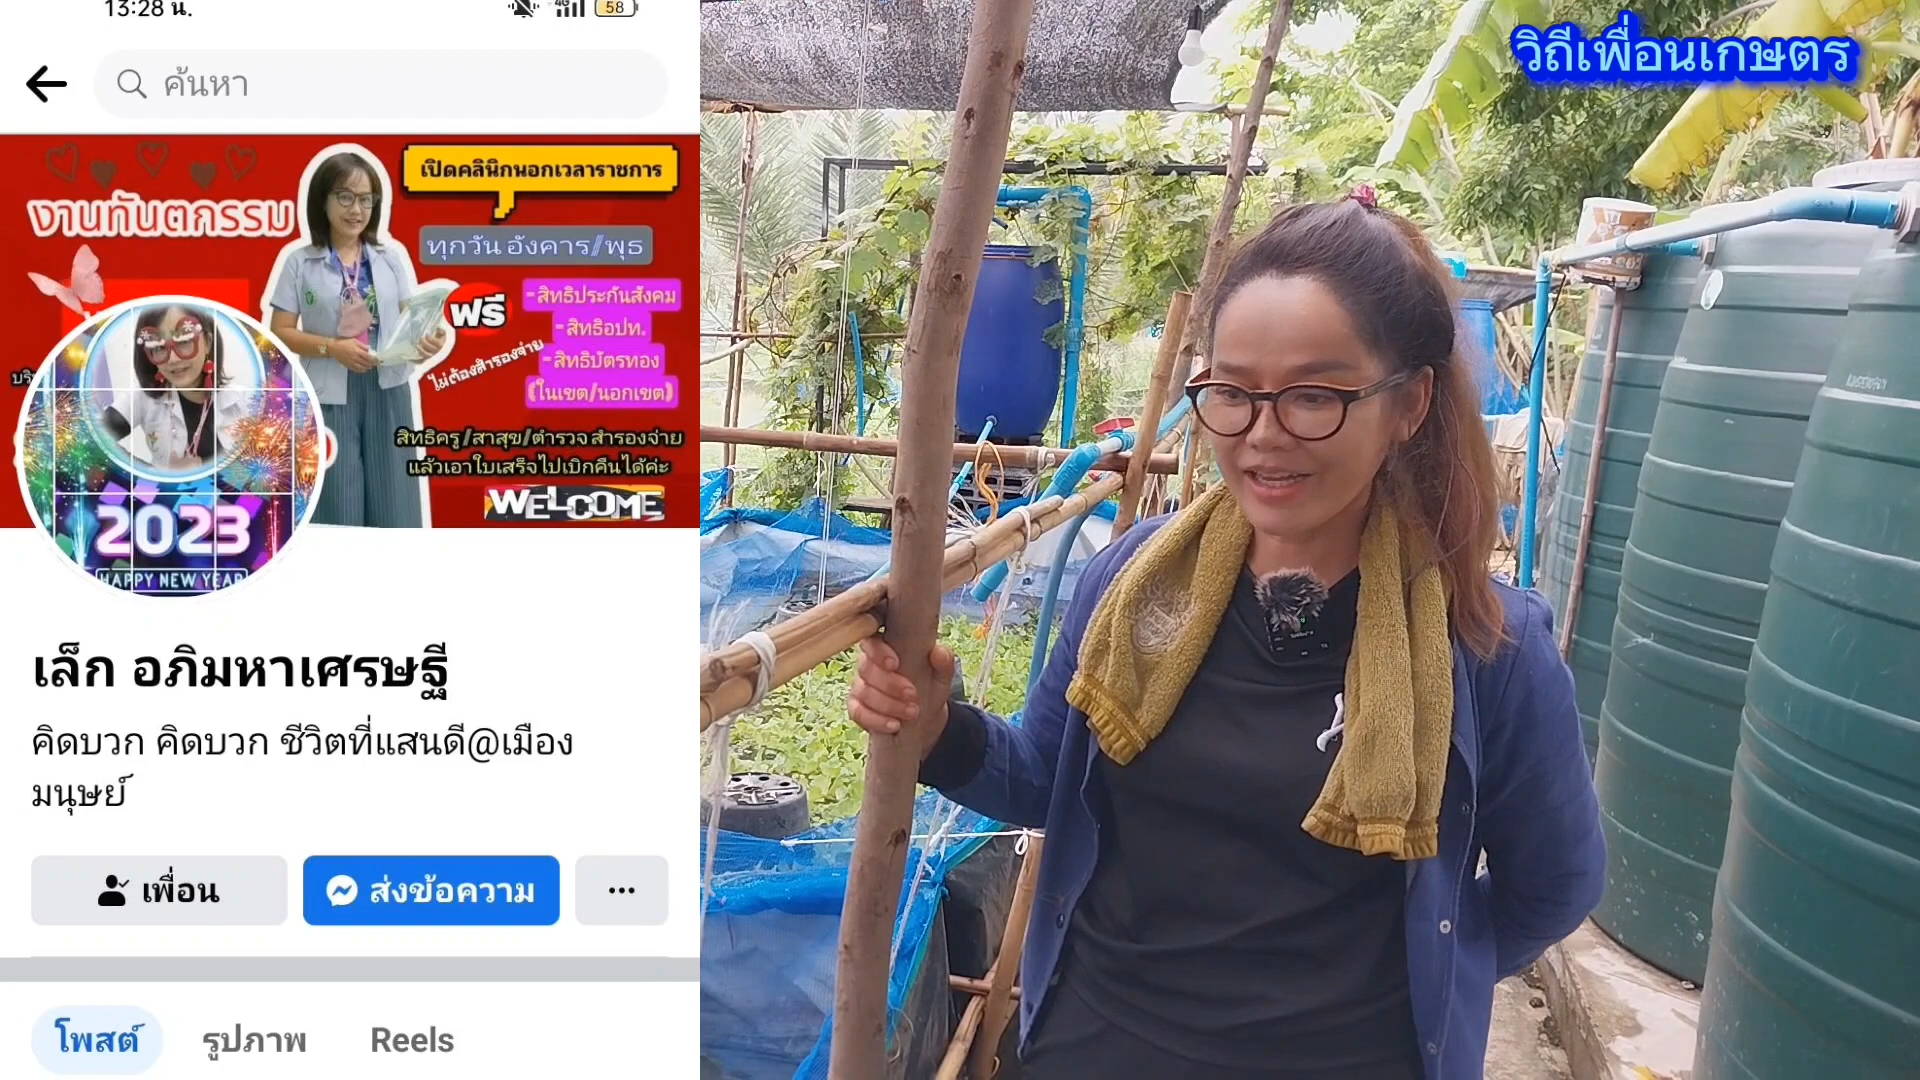 13:28 น.
58
ค้นหา
งานทันตกรรม
เปิดคลินิกนอกเวลาราชการ
ทุกวัน อังคาร/พุธ
ฟรี
ไม่ต้องสำรองจ่าย
-สิทธิประกันสังคม
-สิทธิอปท.
-สิทธิบัตรทอง
(ในเขต/นอกเขต)
สิทธิครู/สาสุข/ตำรวจ สำรองจ่าย
แล้วเอาใบเสร็จไปเบิกคืนได้ค่ะ
WELCOME
2023
HAPPY NEW YEAR
เล็ก อภิมหาเศรษฐี
คิดบวก คิดบวก ชีวิตที่แสนดี@เมือง
มนุษย์
เพื่อน
ส่งข้อความ
โพสต์
รูปภาพ
Reels
วิถีเพื่อนเกษตร